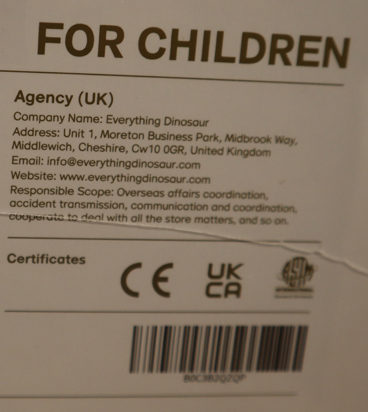 FOR CHILDREN
Agency (UK)
Company Name: Everything Dinosaur
Address: Unit 1, Moreton Business Park, Midbrook Way,
Middlewich, Cheshire, Cw10 0GR, United Kingdom
Email: info@everythingdinosaur.com
Website: www.everythingdinosaur.com
Responsible Scope: Overseas affairs coordination,
accident transmission, communication and coordination,
cooperate to deal with all the store matters, and so on.
Certificates
CE
UK
CA
ASTM
INTERNATIONAL